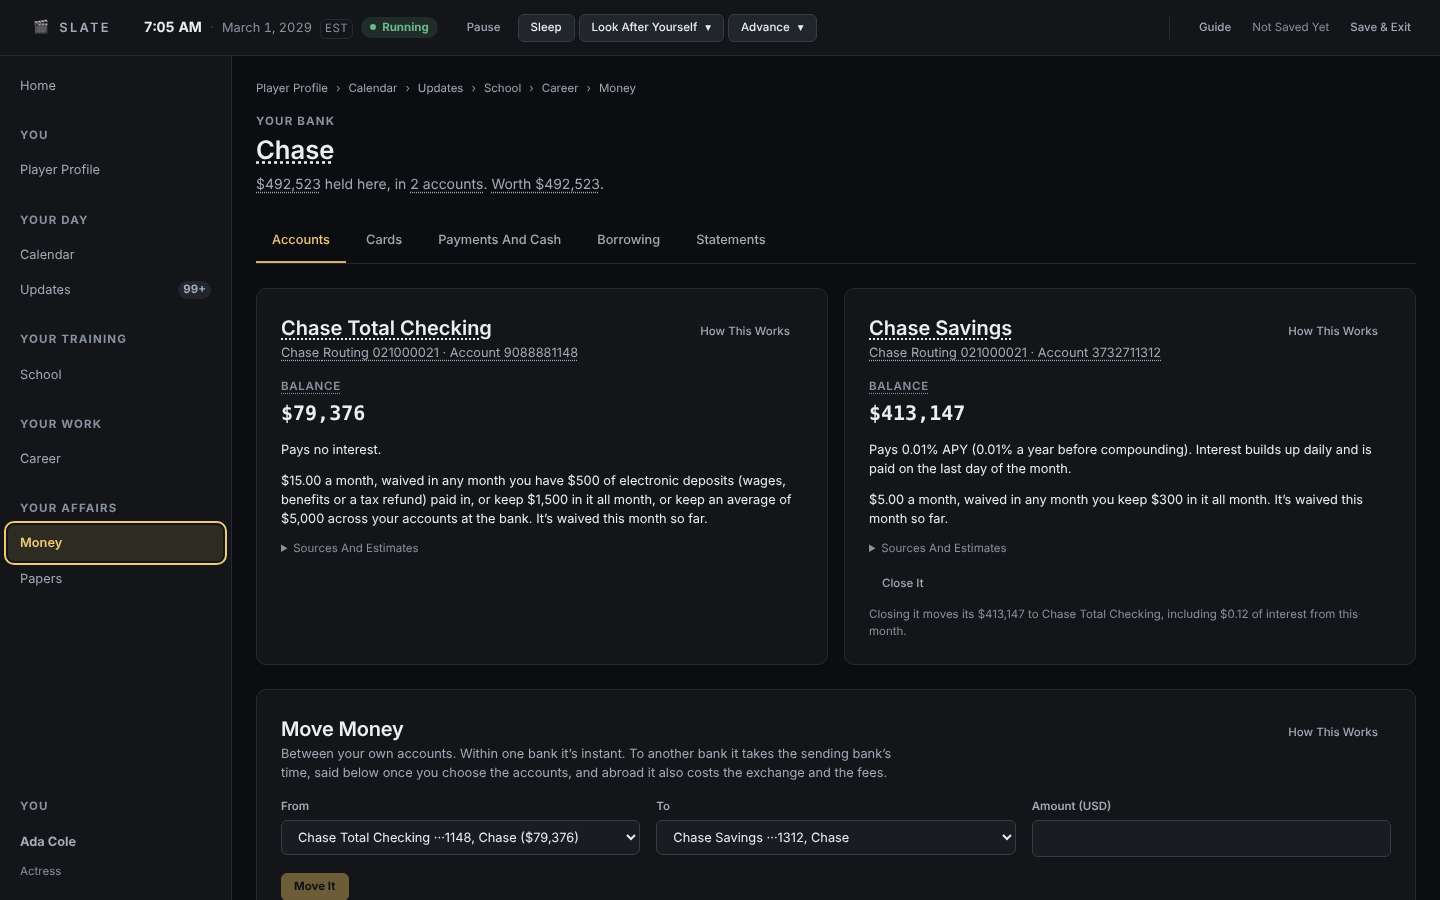 SLATE
7:05 AM · March 1, 2029 EST Running Pause Sleep Look After Yourself ▾ Advance ▾ Guide Not Saved Yet Save & Exit
Home
YOU
Player Profile
YOUR DAY
Calendar
Updates 99+
YOUR TRAINING
School
YOUR WORK
Career
YOUR AFFAIRS
Money
Papers
YOU
Ada Cole
Actress
Player Profile › Calendar › Updates › School › Career › Money
YOUR BANK
Chase
$492,523 held here, in 2 accounts. Worth $492,523.
Accounts Cards Payments And Cash Borrowing Statements
Chase Total Checking How This Works
Chase Routing 021000021 · Account 9088881148
BALANCE
$79,376
Pays no interest.
$15.00 a month, waived in any month you have $500 of electronic deposits (wages,
benefits or a tax refund) paid in, or keep $1,500 in it all month, or keep an average of
$5,000 across your accounts at the bank. It’s waived this month so far.
▶ Sources And Estimates
Chase Savings How This Works
Chase Routing 021000021 · Account 3732711312
BALANCE
$413,147
Pays 0.01% APY (0.01% a year before compounding). Interest builds up daily and is
paid on the last day of the month.
$5.00 a month, waived in any month you keep $300 in it all month. It’s waived this
month so far.
▶ Sources And Estimates
Close It
Closing it moves its $413,147 to Chase Total Checking, including $0.12 of interest from this
month.
Move Money How This Works
Between your own accounts. Within one bank it’s instant. To another bank it takes the sending bank’s
time, said below once you choose the accounts, and abroad it also costs the exchange and the fees.
From To Amount (USD)
Chase Total Checking ···1148, Chase ($79,376) Chase Savings ···1312, Chase
Move It